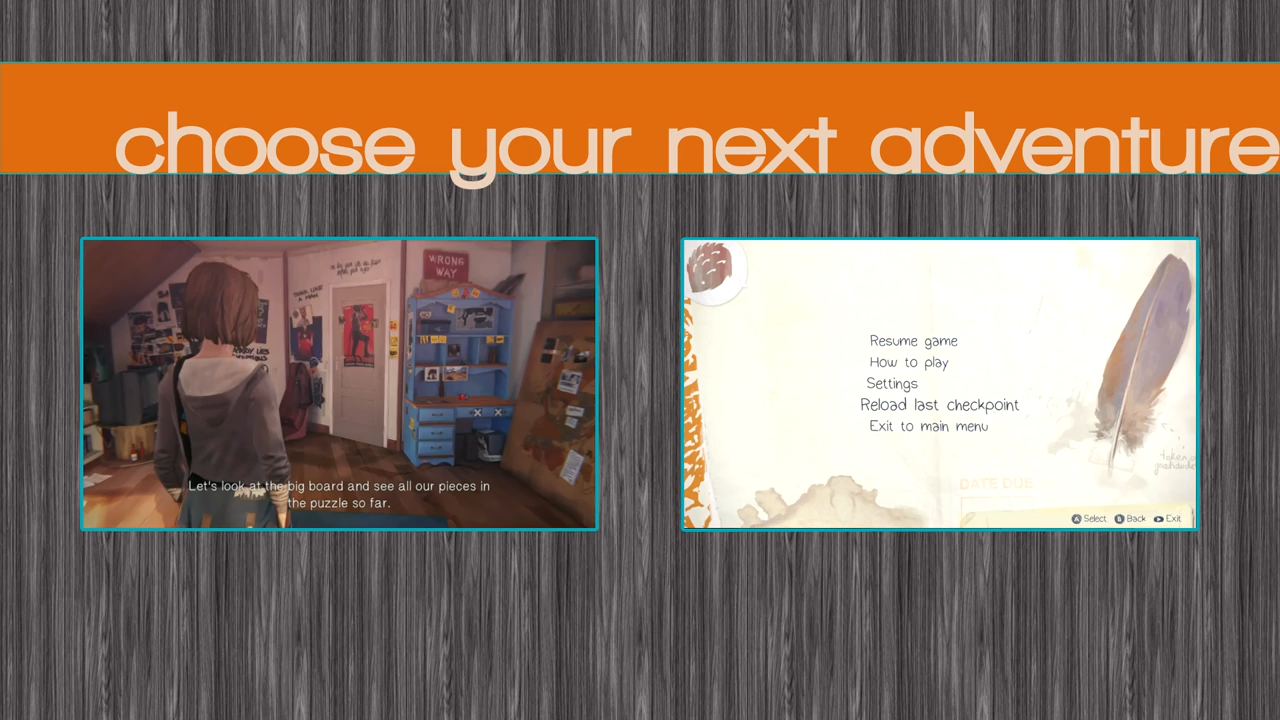 choose your next adventure
WRONG
WAY
Let's look at the big board and see all our pieces in
the puzzle so far.
Resume game
How to play
Settings
Reload last checkpoint
Exit to main menu
DATE DUE
A Select B Back Exit